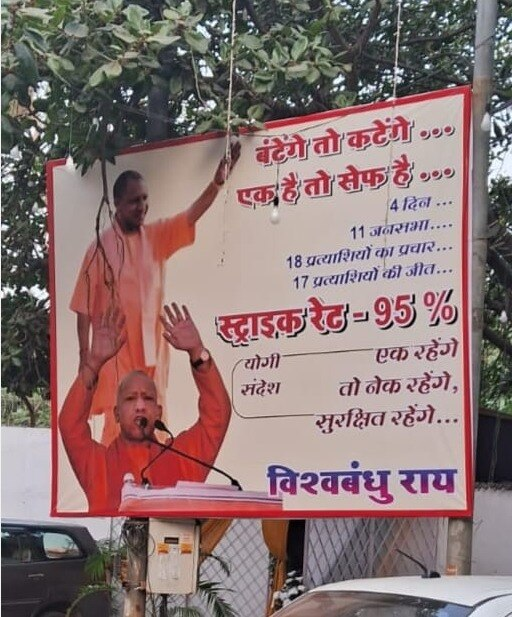 बंटेंगे तो कटेंगे ...
एक है तो सेफ है ...
4 दिन ...
11 जनसभा....
18 प्रत्याशियों का प्रचार...
17 प्रत्याशियों की जीत...
स्ट्राइक रेट - 95 %
योगी
संदेश
एक रहेंगे
तो नेक रहेंगे,
सुरक्षित रहेंगे...
विश्वबंधु राय